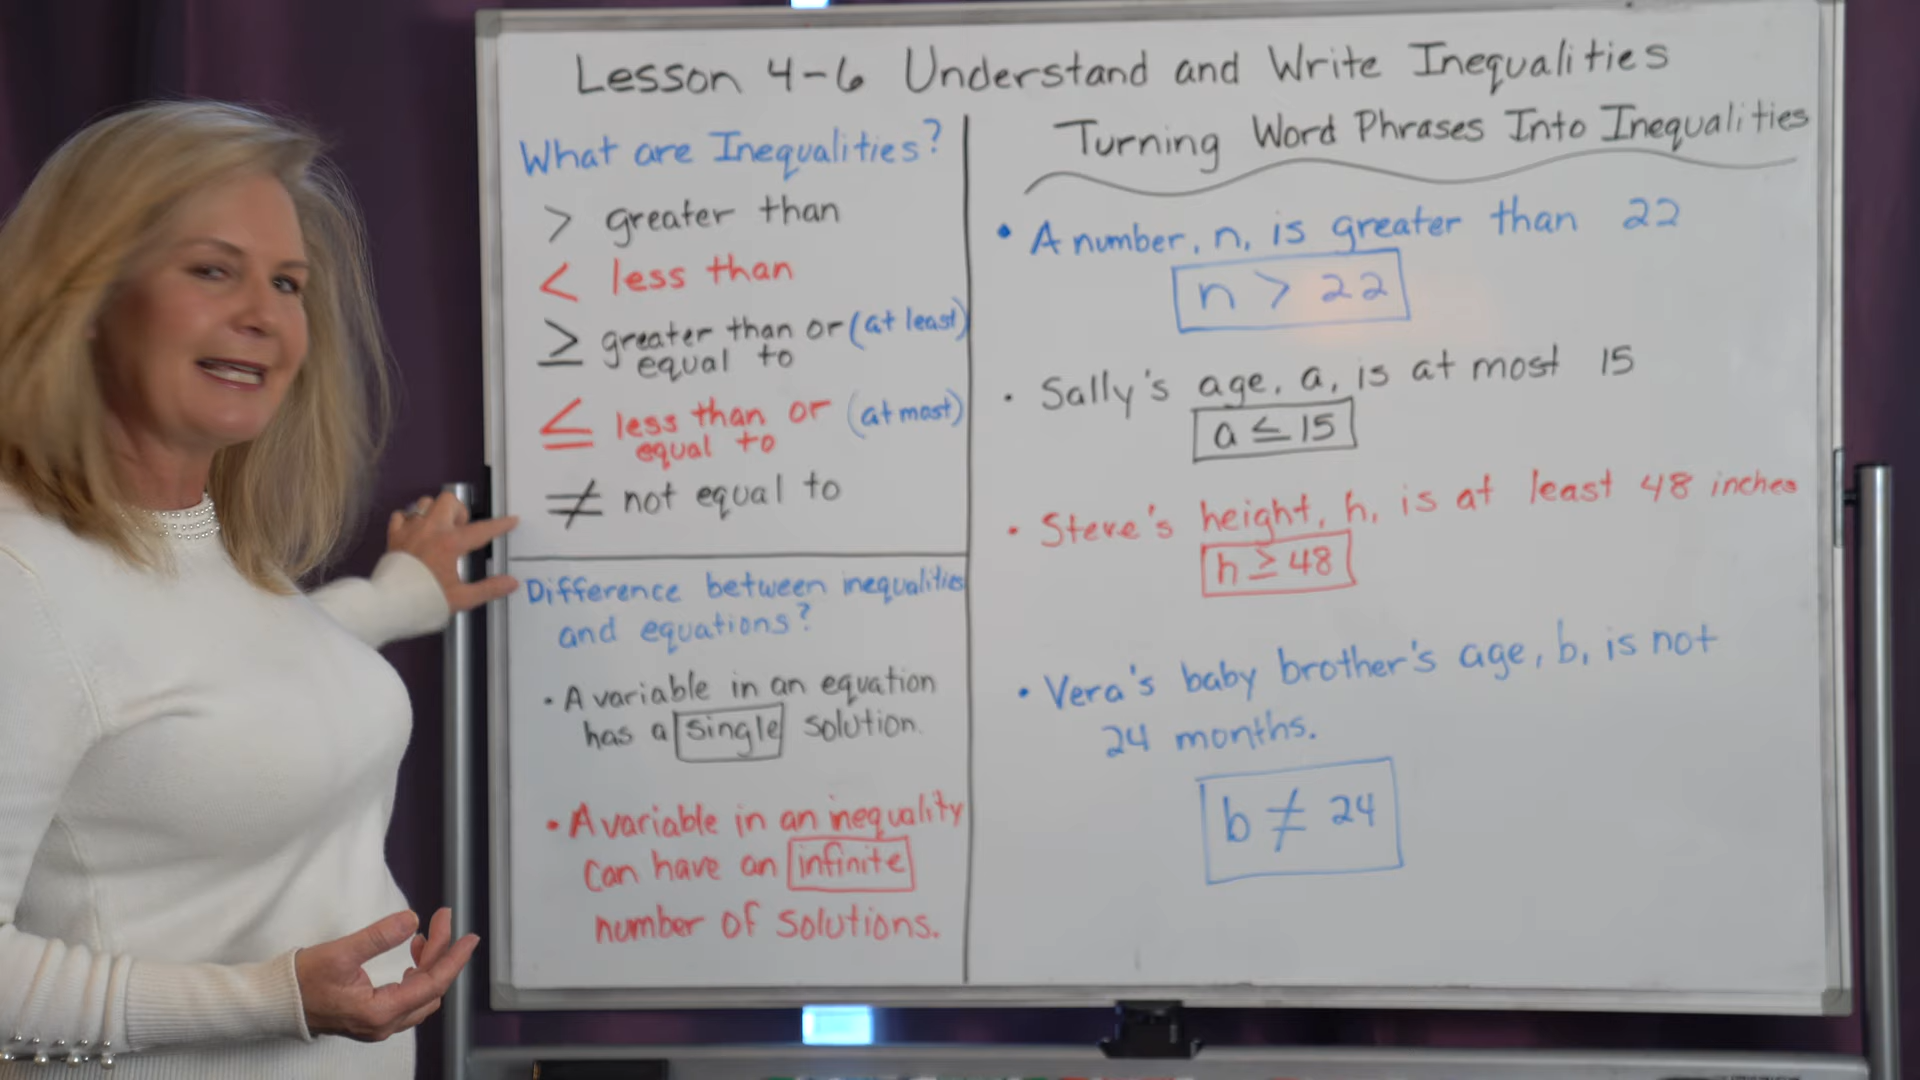 Lesson 4-6 Understand and Write Inequalities
What are Inequalities?
> greater than
< less than
≥ greater than or (at least)
equal to
≤ less than or (at most)
equal to
≠ not equal to
Difference between inequalities
and equations?
• A variable in an equation
has a single solution.
• A variable in an inequality
can have an infinite
number of solutions.
Turning Word Phrases Into Inequalities
• A number, n, is greater than 22
n > 22
• Sally's age, a, is at most 15
a ≤ 15
• Steve's height, h, is at least 48 inches
h ≥ 48
• Vera's baby brother's age, b, is not
24 months.
b ≠ 24